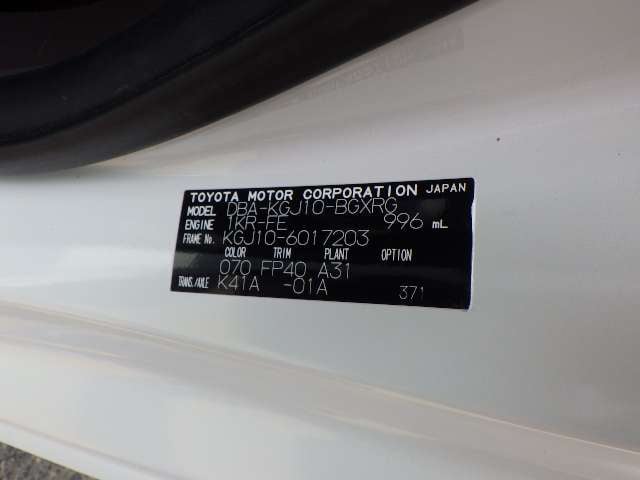 TOYOTA MOTOR CORPORATION JAPAN
MODEL DBA-KGJ10-BGXRG
ENGINE 1KR-FE 996 mL
FRAME No. KGJ10-6017203
COLOR TRIM PLANT OPTION
070 FP40 A31
TRANS./AXLE K41A -01A 371